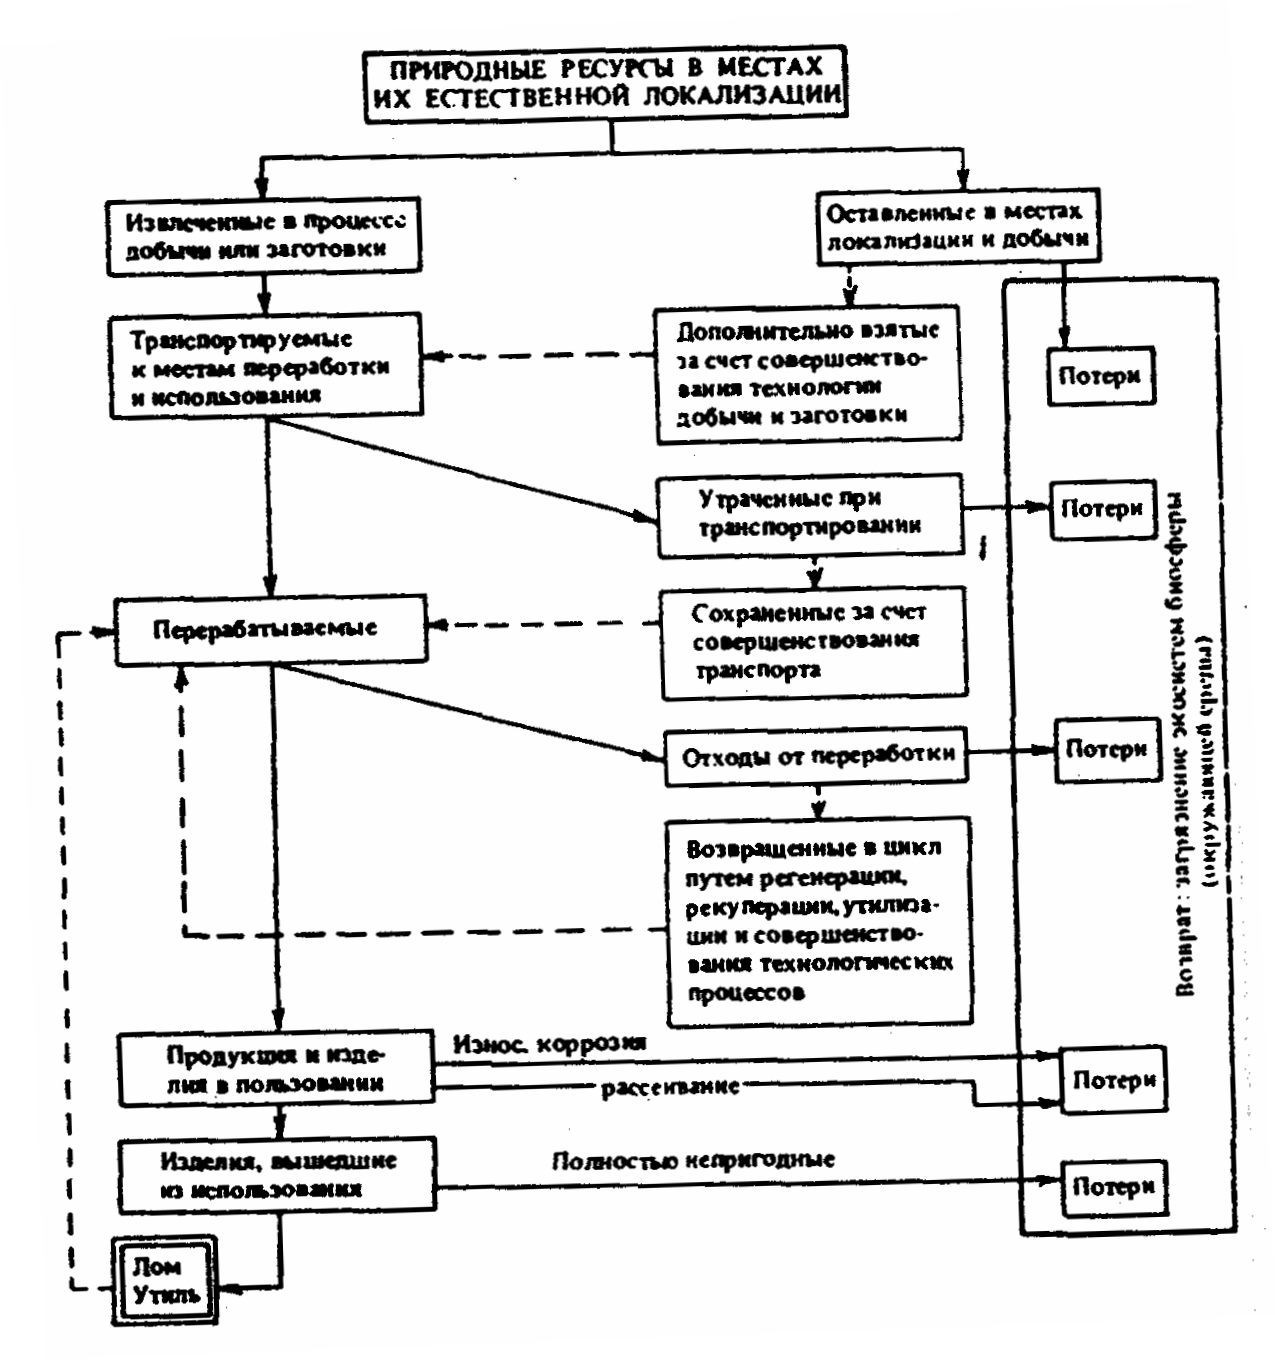 ПРИРОДНЫЕ РЕСУРСЫ В МЕСТАХ
ИХ ЕСТЕСТВЕННОЙ ЛОКАЛИЗАЦИИ
Извлеченные в процессе
добычи или заготовки
Оставленные в местах
локализации и добычи
Транспортируемые
к местам переработки
и использования
Дополнительно взятые
за счет совершенство-
вания технологии
добычи и заготовки
Потери
Утраченные при
транспортировании
Потери
Сохраненные за счет
совершенствования
транспорта
Перерабатываемые
Отходы от переработки
Потери
Возвращенные в цикл
путем регенерации,
рекуперации, утилиза-
ции и совершенство-
вания технологических
процессов
Продукция и изде-
лия в пользовании
Износ. коррозия
рассеивание
Потери
Изделия, вышедшие
из использования
Полностью непригодные
Потери
Лом
Утиль
Возврат: загрязнение экосистем биосферы
(окружающей среды)